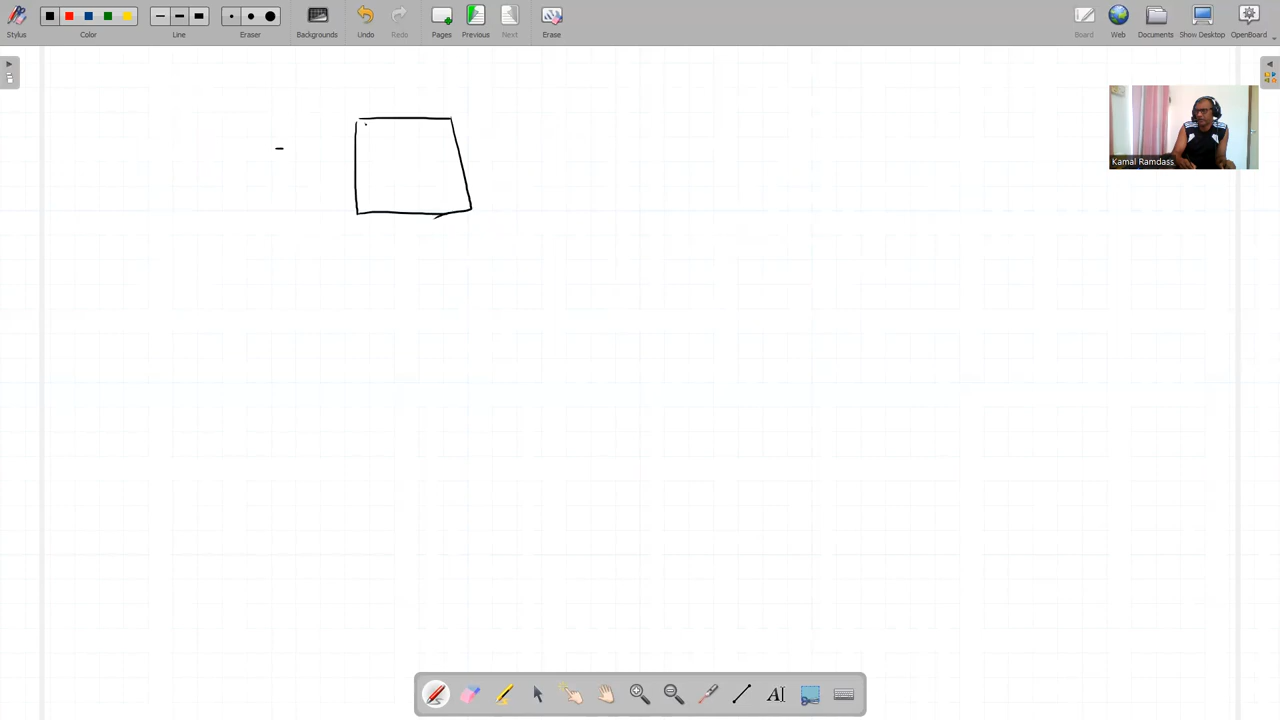 Stylus Color Line Eraser Backgrounds Undo Redo Pages Previous Next Erase Board Web Documents Show Desktop OpenBoard
Kamal Ramdass
AI